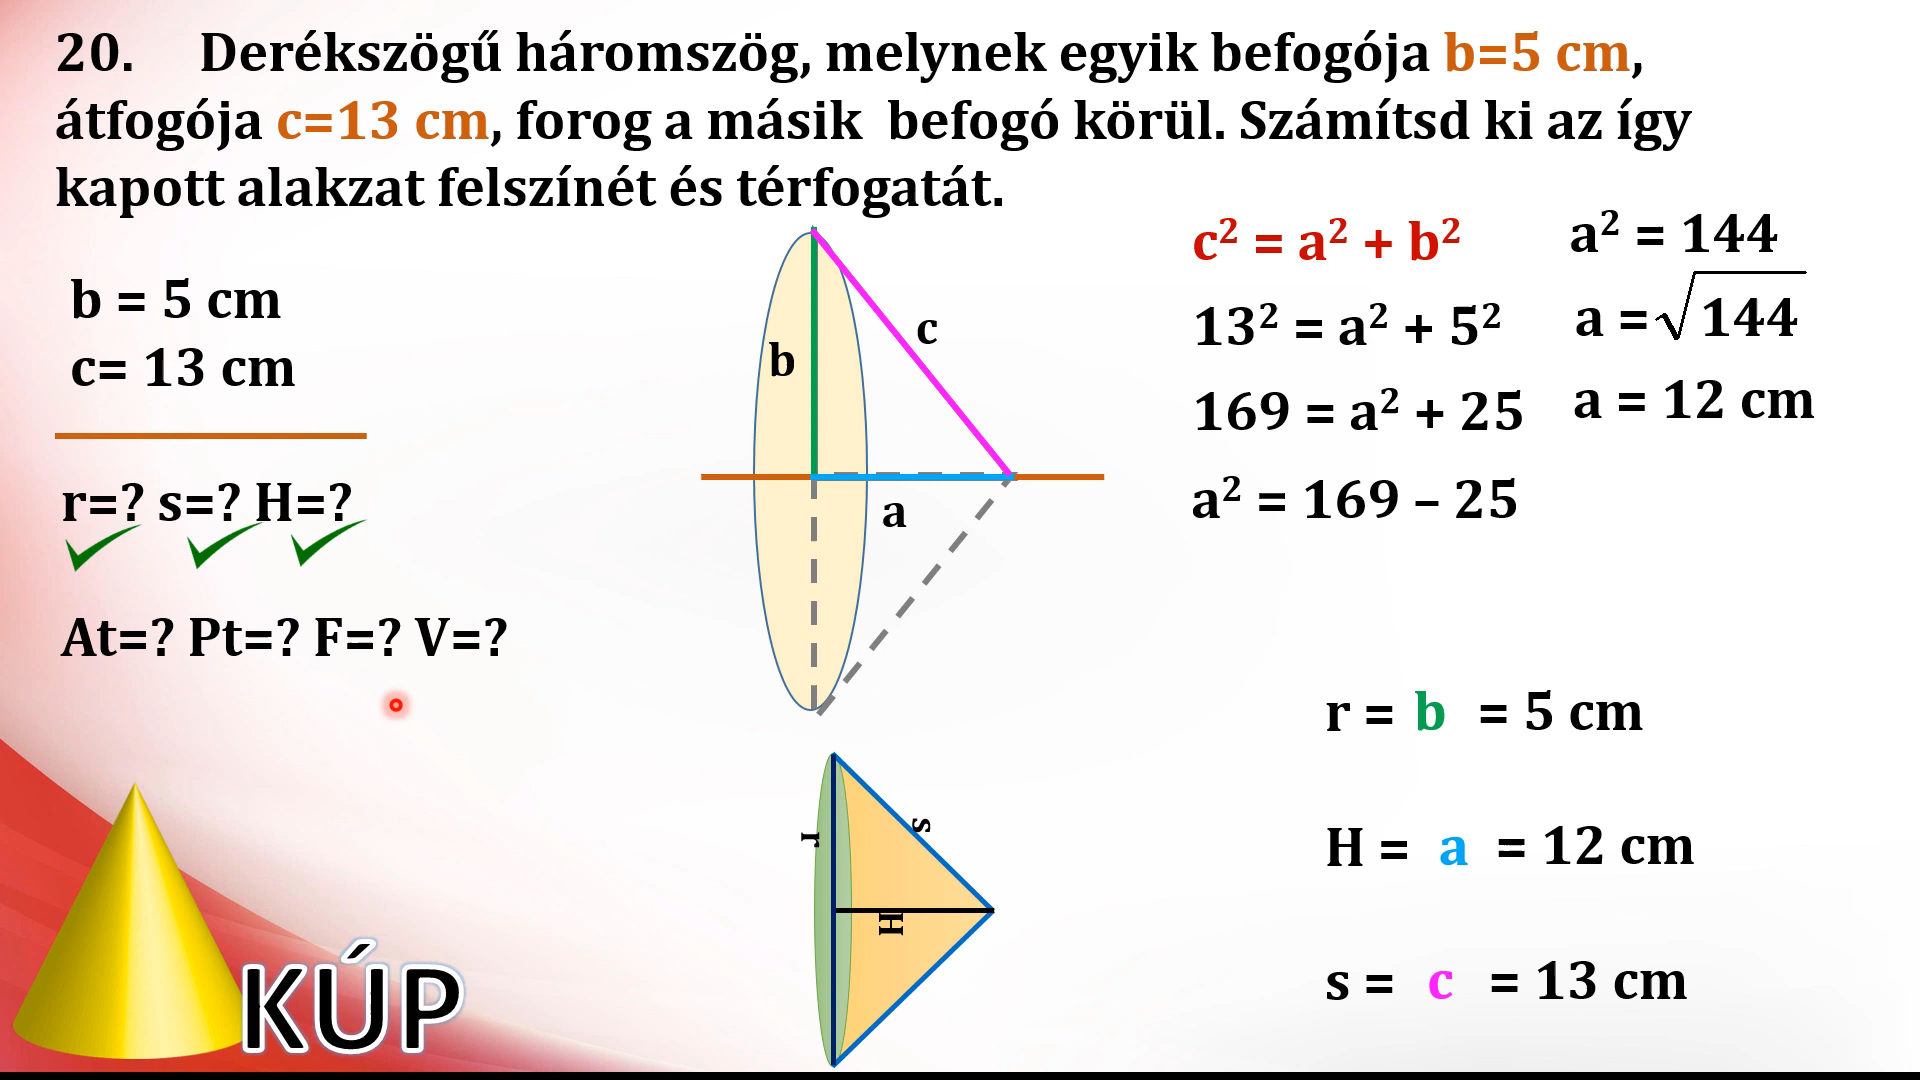 20. Derékszögű háromszög, melynek egyik befogója b=5 cm,
átfogója c=13 cm, forog a másik befogó körül. Számítsd ki az így
kapott alakzat felszínét és térfogatát.
b = 5 cm
c= 13 cm
r=? s=? H=?
At=? Pt=? F=? V=?
b
c
a
c² = a² + b²
13² = a² + 5²
169 = a² + 25
a² = 169 – 25
a² = 144
a = √144
a = 12 cm
r
s
H
r = b = 5 cm
H = a = 12 cm
s = c = 13 cm
KÚP